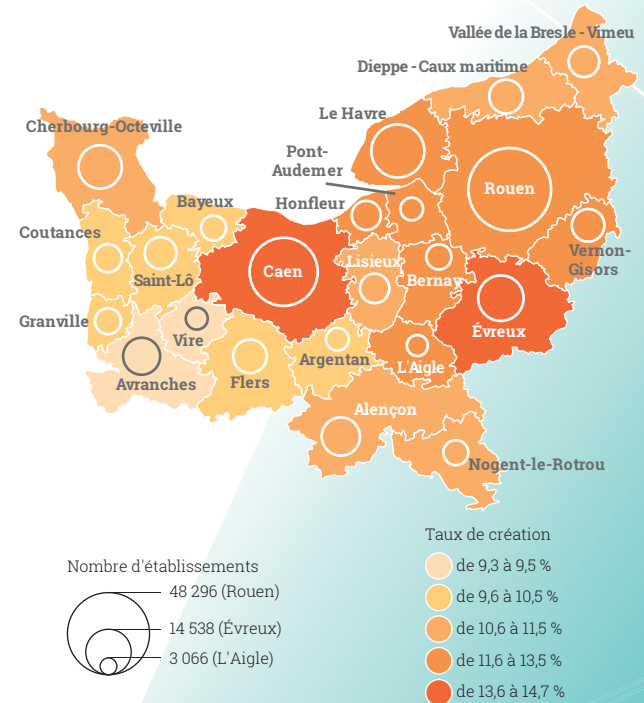 Vallée de la Bresle - Vimeu
Dieppe - Caux maritime
Le Havre
Cherbourg-Octeville
Pont-
Audemer
Rouen
Bayeux
Honfleur
Coutances
Vernon-
Gisors
Lisieux
Caen
Saint-Lô
Bernay
Granville
Évreux
Vire
Argentan
L'Aigle
Avranches
Flers
Alençon
Nogent-le-Rotrou
Nombre d'établissements
48 296 (Rouen)
14 538 (Évreux)
3 066 (L'Aigle)
Taux de création
de 9,3 à 9,5 %
de 9,6 à 10,5 %
de 10,6 à 11,5 %
de 11,6 à 13,5 %
de 13,6 à 14,7 %